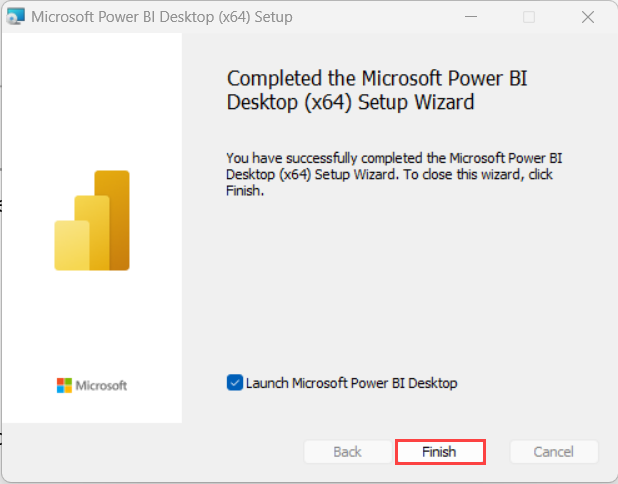 Microsoft Power BI Desktop (x64) Setup
Completed the Microsoft Power BI
Desktop (x64) Setup Wizard
You have successfully completed the Microsoft Power BI
Desktop (x64) Setup Wizard. To close this wizard, click
Finish.
Microsoft
Launch Microsoft Power BI Desktop
Back Finish Cancel